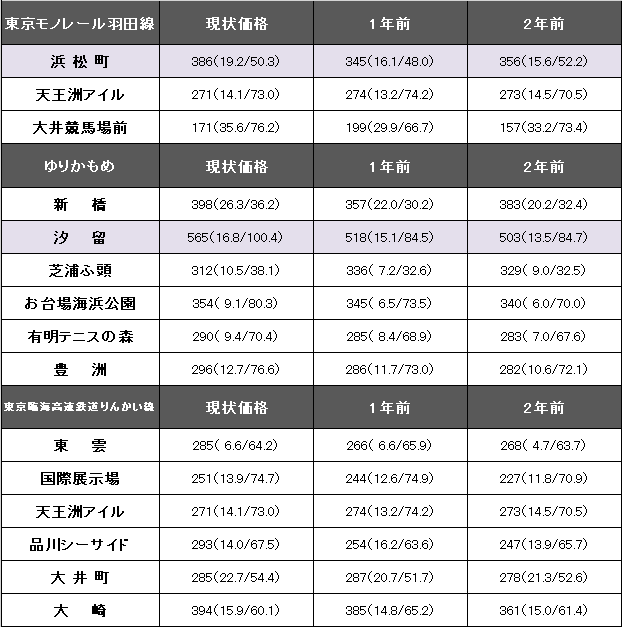 東京モノレール羽田線 現状価格 1年前 2年前
浜松町 386(19.2/50.3) 345(16.1/48.0) 356(15.6/52.2)
天王洲アイル 271(14.1/73.0) 274(13.2/74.2) 273(14.5/70.5)
大井競馬場前 171(35.6/76.2) 199(29.9/66.7) 157(33.2/73.4)
ゆりかもめ 現状価格 1年前 2年前
新橋 398(26.3/36.2) 357(22.0/30.2) 383(20.2/32.4)
汐留 565(16.8/100.4) 518(15.1/84.5) 503(13.5/84.7)
芝浦ふ頭 312(10.5/38.1) 336( 7.2/32.6) 329( 9.0/32.5)
お台場海浜公園 354( 9.1/80.3) 345( 6.5/73.5) 340( 6.0/70.0)
有明テニスの森 290( 9.4/70.4) 285( 8.4/68.9) 283( 7.0/67.6)
豊洲 296(12.7/76.6) 286(11.7/73.0) 282(10.6/72.1)
東京臨海高速鉄道りんかい線 現状価格 1年前 2年前
東雲 285( 6.6/64.2) 266( 6.6/65.9) 268( 4.7/63.7)
国際展示場 251(13.9/74.7) 244(12.6/74.9) 227(11.8/70.9)
天王洲アイル 271(14.1/73.0) 274(13.2/74.2) 273(14.5/70.5)
品川シーサイド 293(14.0/67.5) 254(16.2/63.6) 247(13.9/65.7)
大井町 285(22.7/54.4) 287(20.7/51.7) 278(21.3/52.6)
大崎 394(15.9/60.1) 385(14.8/65.2) 361(15.0/61.4)